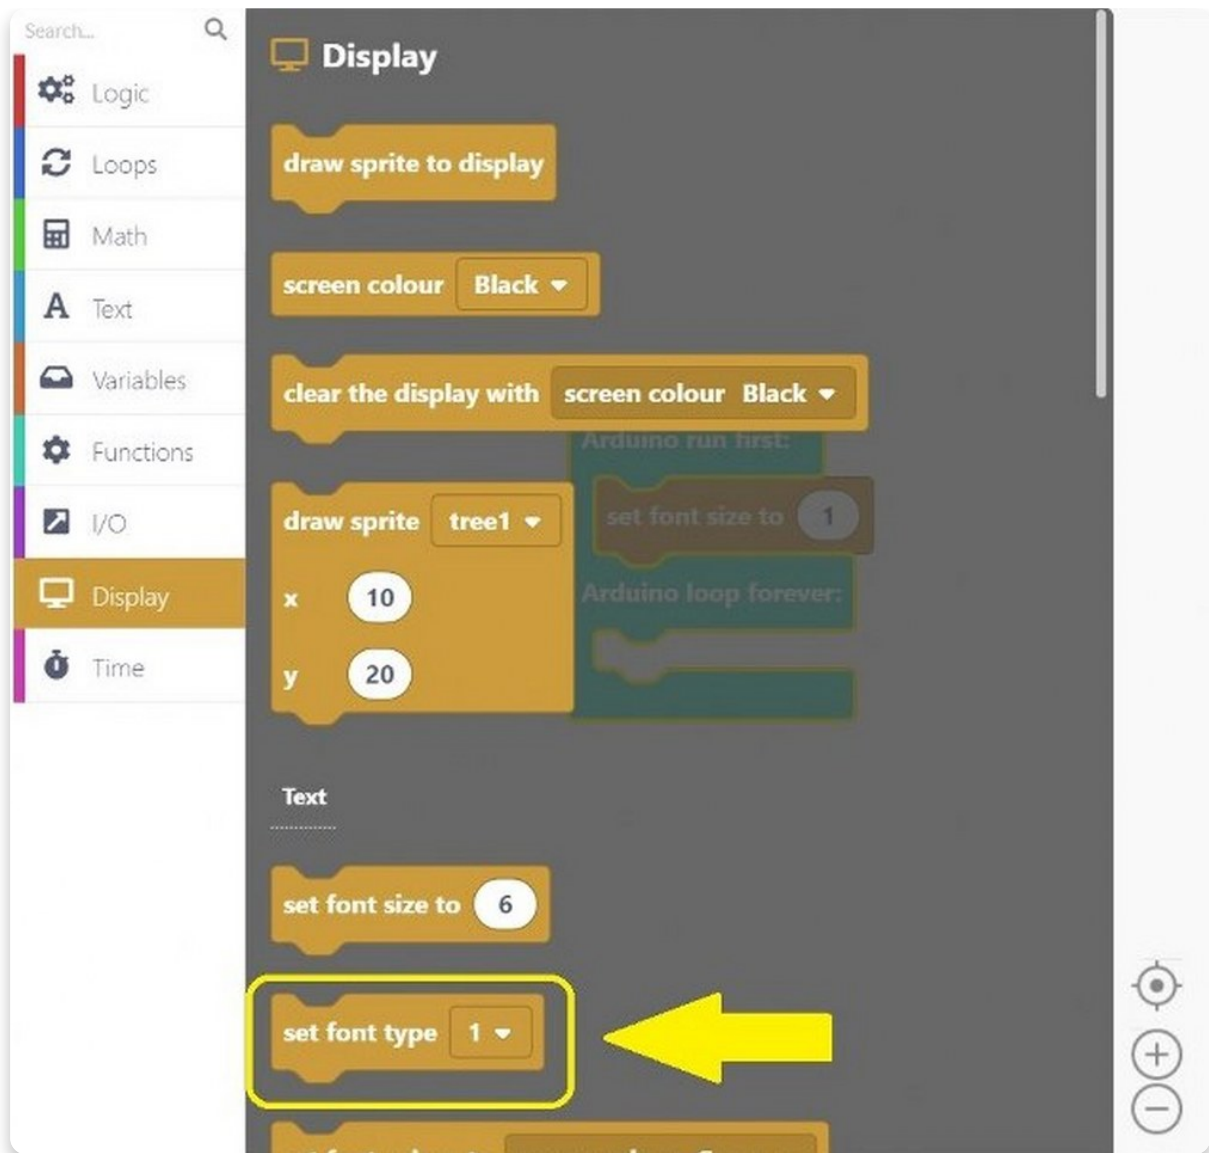 Search...
Logic
Loops
Math
Text
Variables
Functions
I/O
Display
Time
Display
draw sprite to display
screen colour Black
clear the display with screen colour Black
Arduino run first:
draw sprite tree1
set font size to 1
x 10
Arduino loop forever:
y 20
Text
set font size to 6
set font type 1